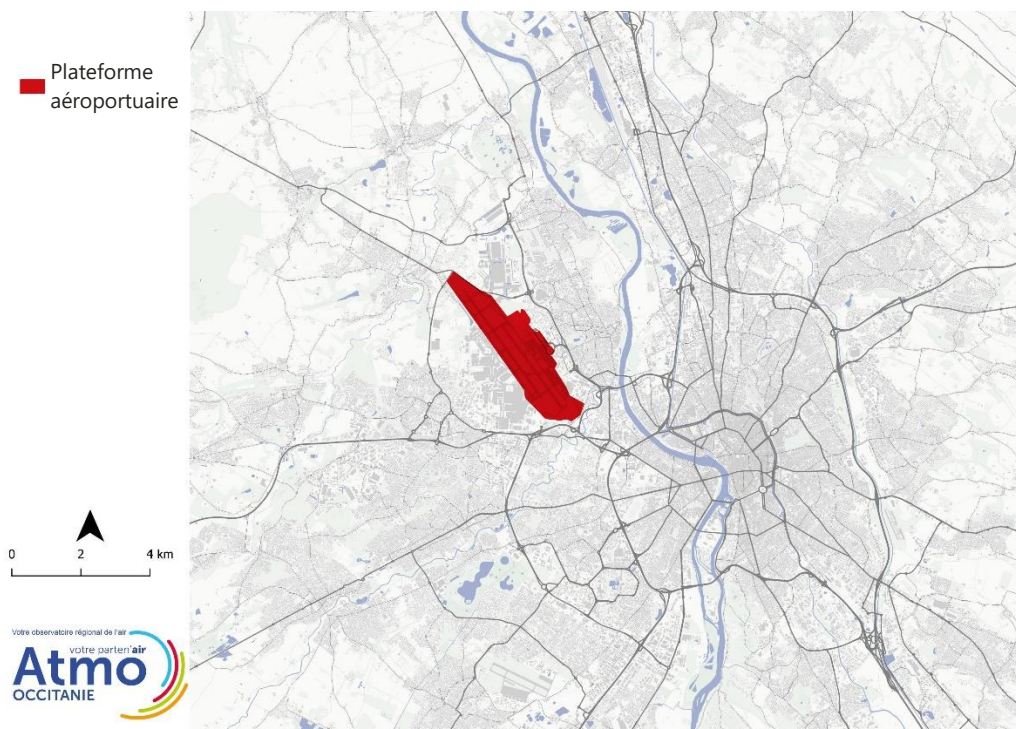 Plateforme
aéroportuaire
0 2 4 km
Votre observatoire régional de l'air
votre parten'air
Atmo
OCCITANIE